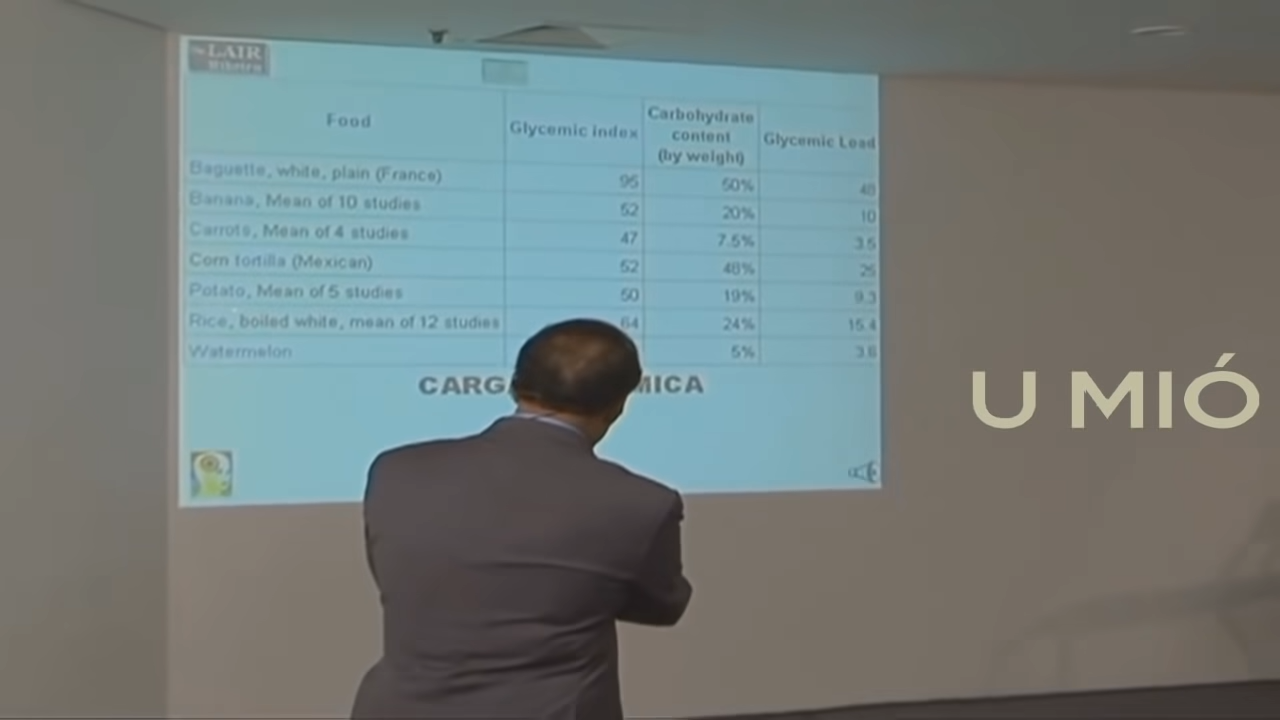 LAIR
Ribeiro
Food Glycemic index Carbohydrate content (by weight) Glycemic Load
Baguette, white, plain (France) 95 50% 48
Banana, Mean of 10 studies 52 20% 10
Carrots, Mean of 4 studies 47 7.5% 3.5
Corn tortilla (Mexican) 52 48% 25
Potato, Mean of 5 studies 50 19% 9.3
Rice, boiled white, mean of 12 studies 64 24% 15.4
Watermelon 5% 3.6
U MIÓ